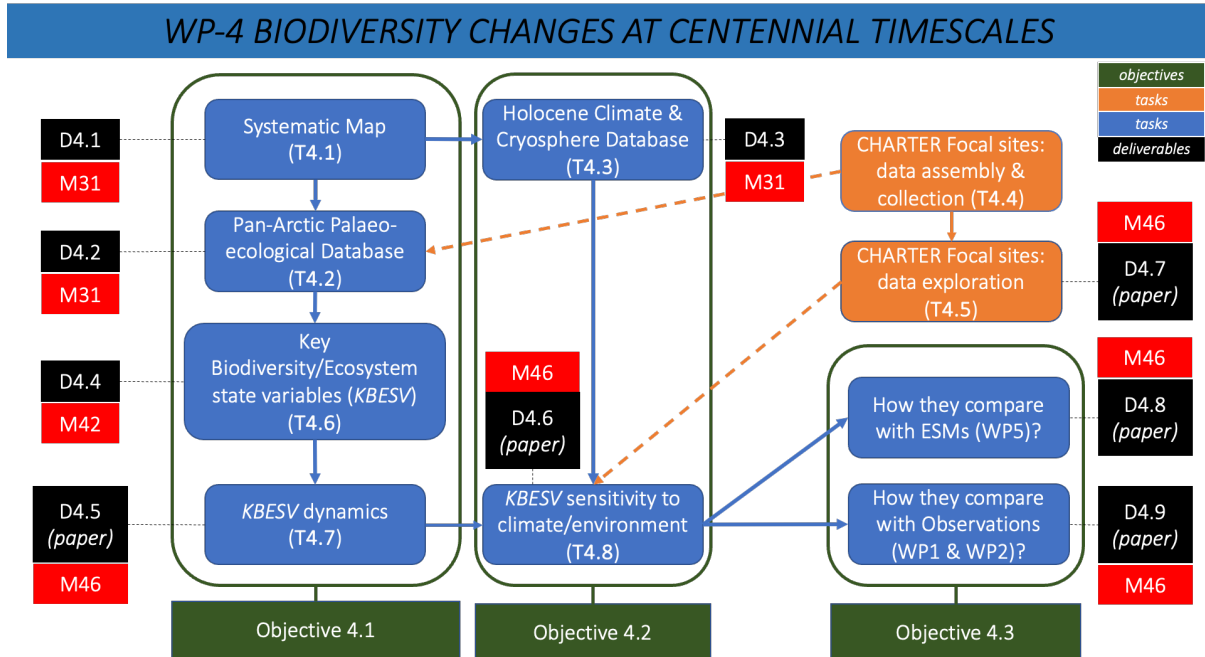 WP-4 BIODIVERSITY CHANGES AT CENTENNIAL TIMESCALES
objectives
tasks
tasks
deliverables
D4.1
M31
Systematic Map
(T4.1)
Holocene Climate &
Cryosphere Database
(T4.3)
D4.3
M31
CHARTER Focal sites:
data assembly &
collection (T4.4)
D4.2
M31
Pan-Arctic Palaeo-
ecological Database
(T4.2)
CHARTER Focal sites:
data exploration
(T4.5)
M46
D4.7
(paper)
D4.4
M42
Key
Biodiversity/Ecosystem
state variables (KBESV)
(T4.6)
M46
D4.6
(paper)
How they compare
with ESMs (WP5)?
M46
D4.8
(paper)
D4.5
(paper)
M46
KBESV dynamics
(T4.7)
KBESV sensitivity to
climate/environment
(T4.8)
How they compare
with Observations
(WP1 & WP2)?
D4.9
(paper)
M46
Objective 4.1
Objective 4.2
Objective 4.3